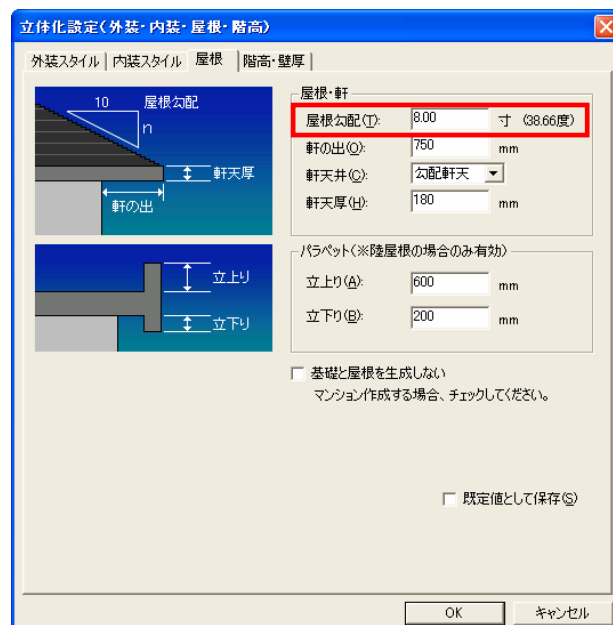 立体化設定(外装・内装・屋根・階高)
外装スタイル 内装スタイル 屋根 階高・壁厚
10 屋根勾配
n
軒天厚
軒の出
屋根・軒
屋根勾配(T): 8.00 寸 (38.66度)
軒の出(O): 750 mm
軒天井(C): 勾配軒天
軒天厚(H): 180 mm
立上り
立下り
パラペット(※陸屋根の場合のみ有効)
立上り(A): 600 mm
立下り(B): 200 mm
基礎と屋根を生成しない
マンション作成する場合、チェックしてください。
既定値として保存(S)
OK キャンセル